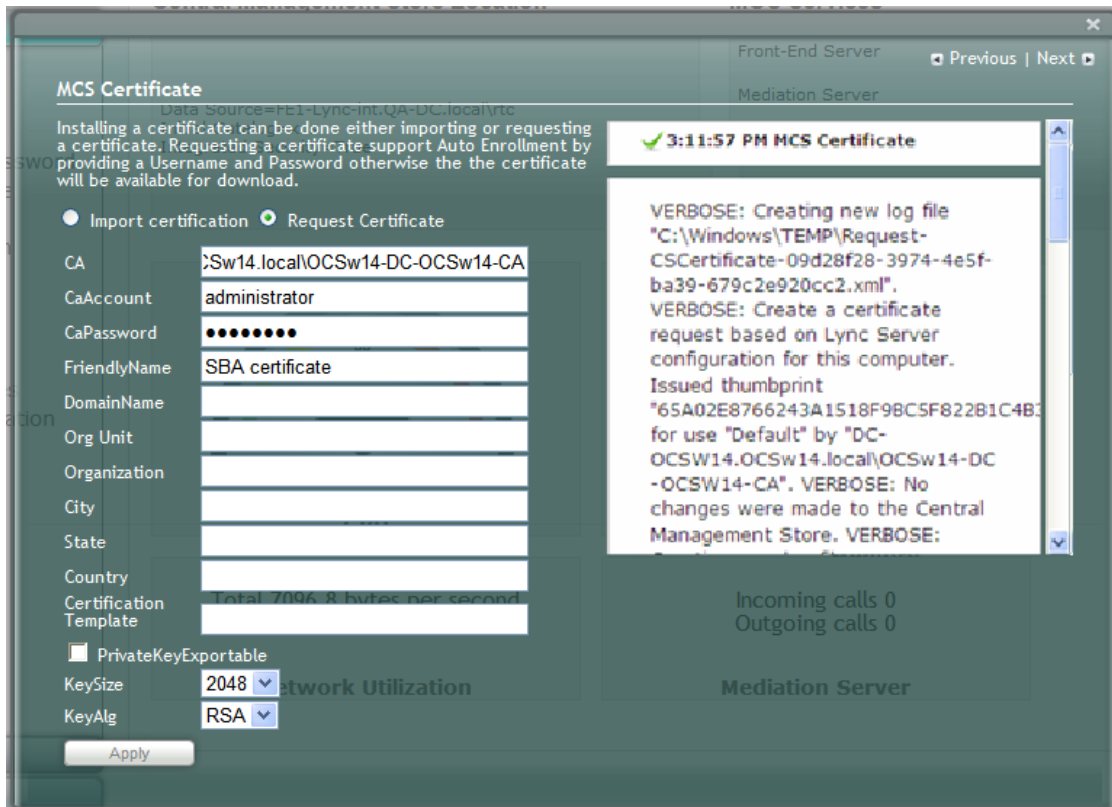 Central Management Store Location
MCS Services
Front-End Server
Previous | Next
MCS Certificate
Mediation Server
Data Source=FE1-Lync-int.QA-DC.local\rtc
Installing a certificate can be done either importing or requesting
a certificate. Requesting a certificate support Auto Enrollment by
providing a Username and Password otherwise the the certificate
will be available for download.
Import certification Request Certificate
CA :Sw14.local\OCSw14-DC-OCSw14-CA
CaAccount administrator
CaPassword ●●●●●●●●●
FriendlyName SBA certificate
DomainName
Org Unit
Organization
City
State
Country
Certification
Template
Total 7096.8 bytes per second
PrivateKeyExportable
KeySize 2048
etwork Utilization
KeyAlg RSA
Apply
3:11:57 PM MCS Certificate
VERBOSE: Creating new log file
"C:\Windows\TEMP\Request-
CSCertificate-09d28f28-3974-4e5f-
ba39-679c2e920cc2.xml".
VERBOSE: Create a certificate
request based on Lync Server
configuration for this computer.
Issued thumbprint
"65A02E8766243A1518F9BC5F822B1C4B3
for use "Default" by "DC-
OCSW14.OCSw14.local\OCSw14-DC
-OCSW14-CA". VERBOSE: No
changes were made to the Central
Management Store. VERBOSE:
Incoming calls 0
Outgoing calls 0
Mediation Server